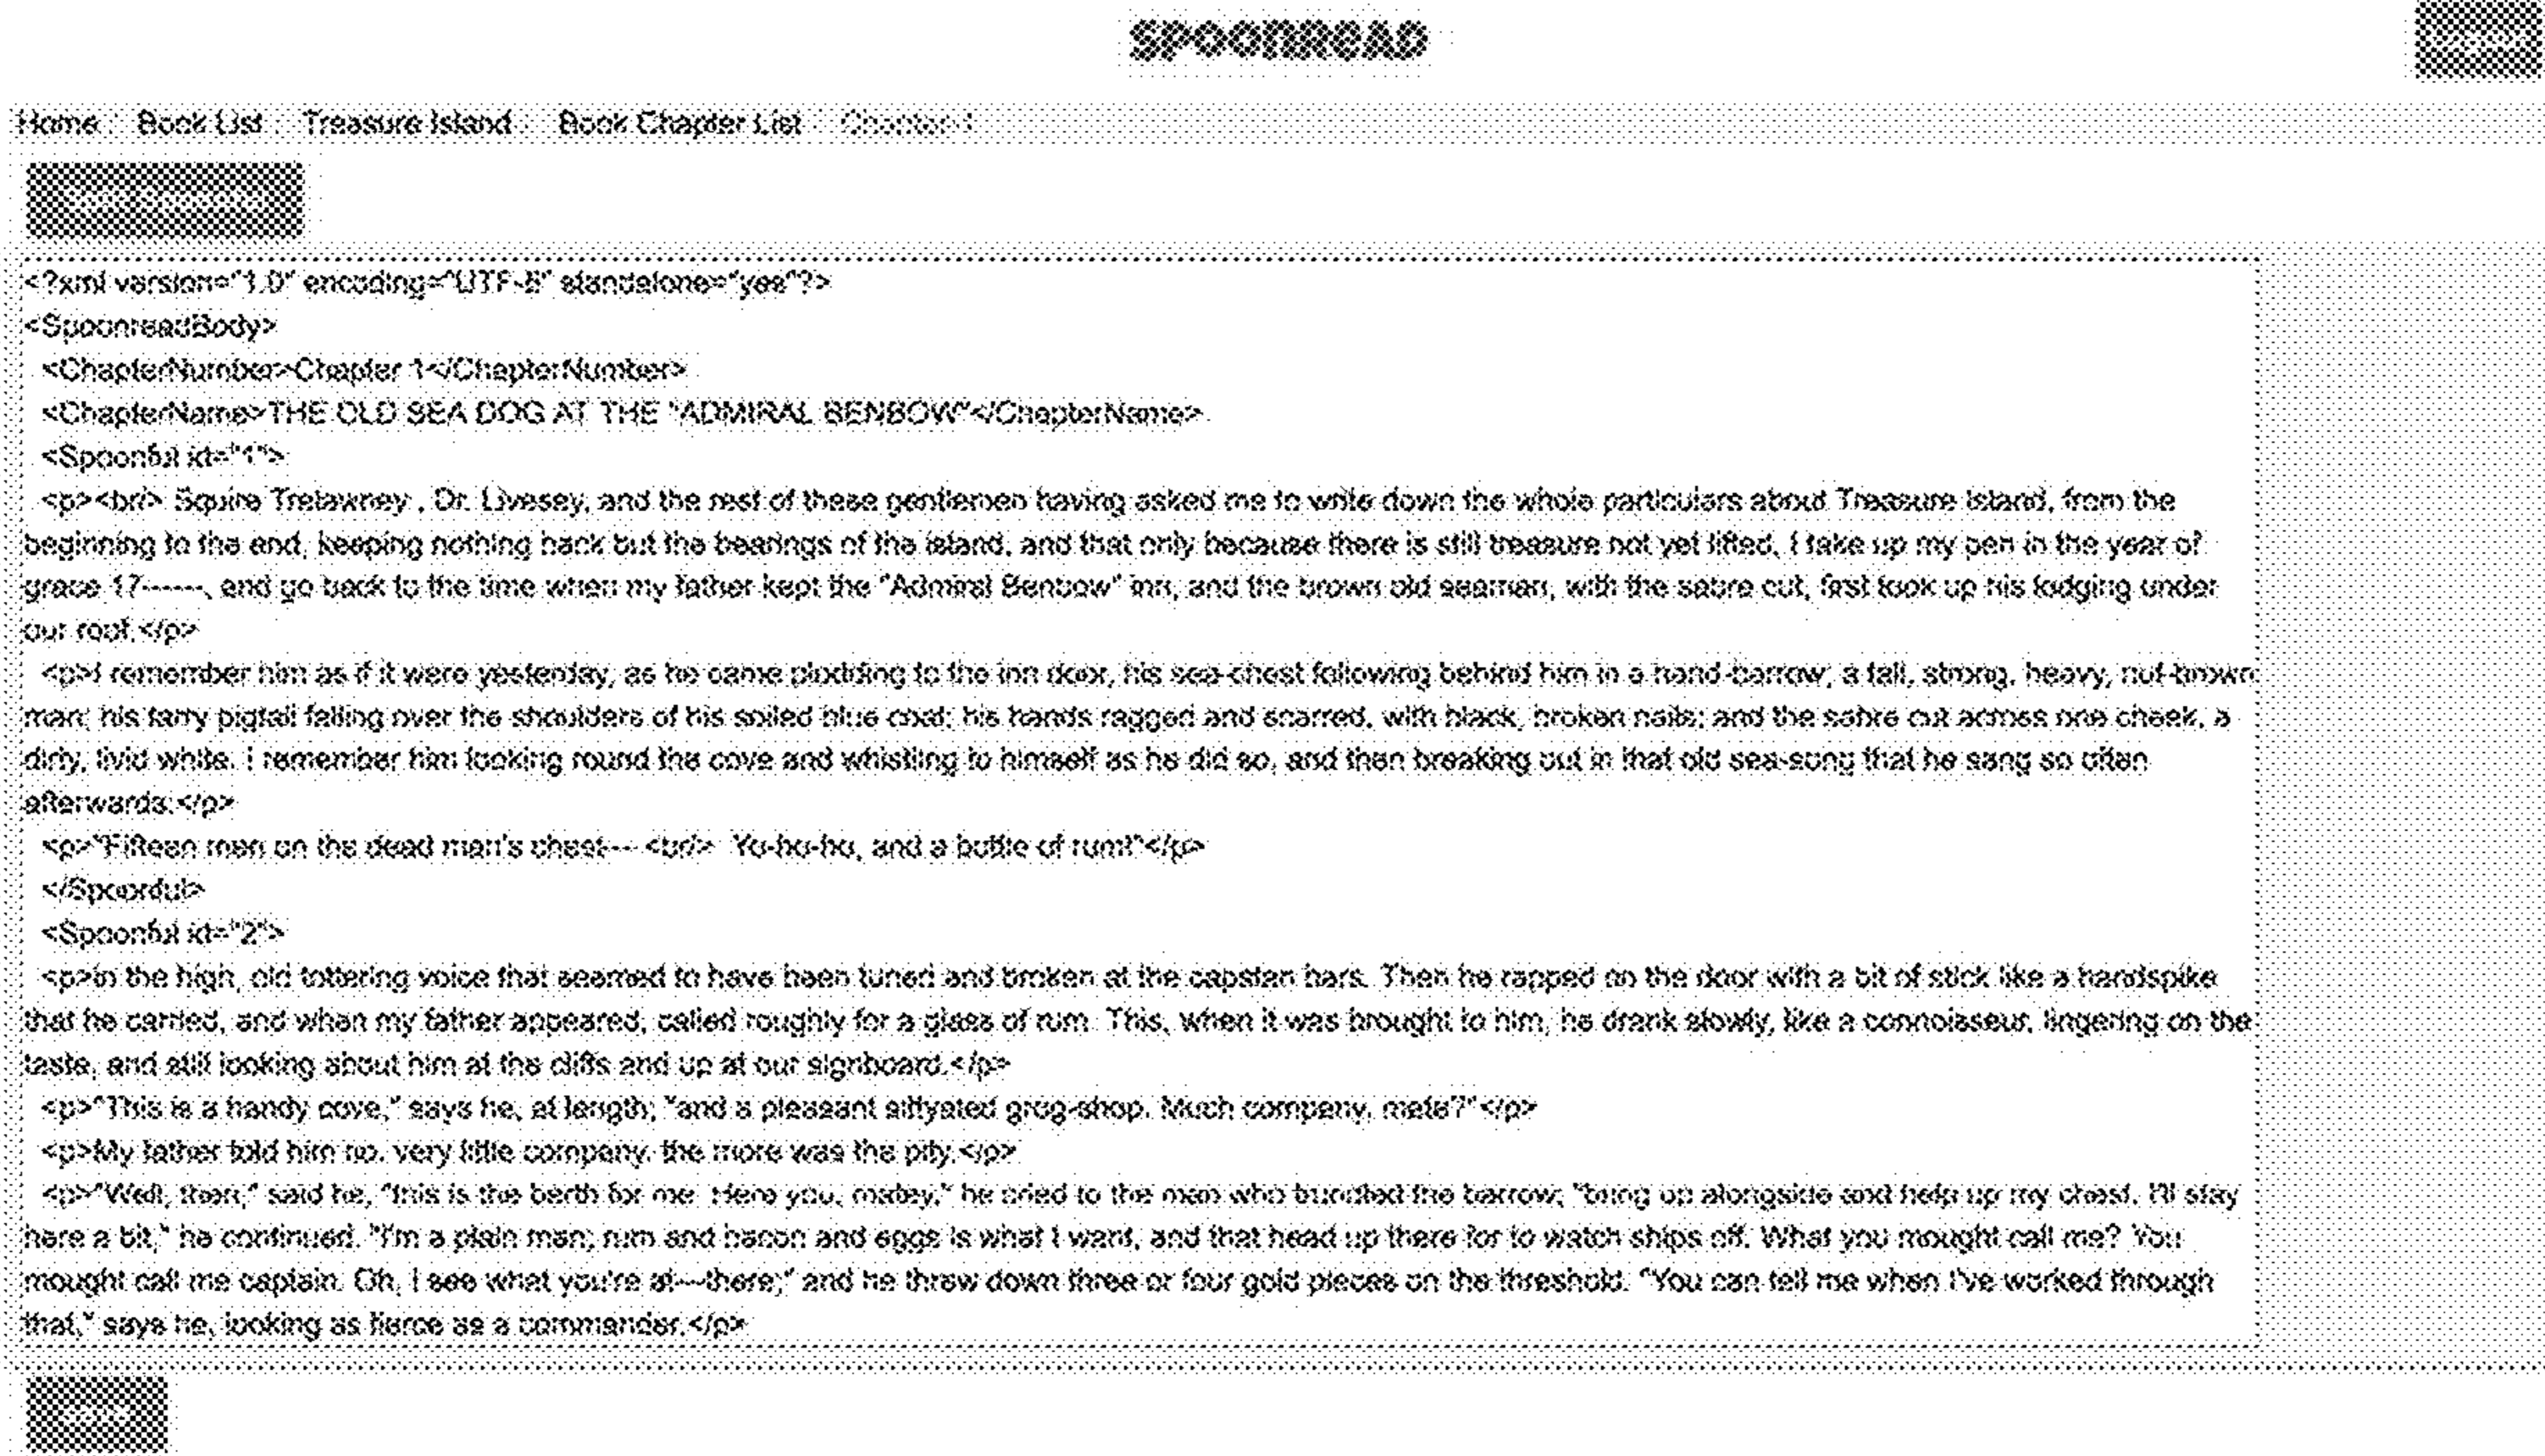 SPOONREAD
Home Book List Treasure Island Book Chapter List Chapter 1
<?xml version="1.0" encoding="UTF-8" standalone="yes"?>
<SpoonreadBody>
<ChapterNumber>Chapter 1</ChapterNumber>
<ChapterName>THE OLD SEA DOG AT THE "ADMIRAL BENBOW"</ChapterName>
<Spoonful id="1">
<p><br/> Squire Trelawney , Dr. Livesey, and the rest of these gentlemen having asked me to write down the whole particulars about Treasure Island, from the
beginning to the end, keeping nothing back but the bearings of the island, and that only because there is still treasure not yet lifted, I take up my pen in the year of
grace 17------, and go back to the time when my father kept the "Admiral Benbow" inn, and the brown old seaman, with the sabre cut, first took up his lodging under
our roof.</p>
<p>I remember him as if it were yesterday, as he came plodding to the inn door, his sea-chest following behind him in a hand-barrow; a tall, strong, heavy, nut-brown
man; his tarry pigtail falling over the shoulders of his soiled blue coat; his hands ragged and scarred, with black, broken nails; and the sabre cut across one cheek, a
dirty, livid white. I remember him looking round the cove and whistling to himself as he did so, and then breaking out in that old sea-song that he sang so often
afterwards:</p>
<p>"Fifteen men on the dead man's chest--- <br/> Yo-ho-ho, and a bottle of rum!"</p>
</Spoonful>
<Spoonful id="2">
<p>in the high, old tottering voice that seemed to have been tuned and broken at the capstan bars. Then he rapped on the door with a bit of stick like a handspike
that he carried, and when my father appeared, called roughly for a glass of rum. This, when it was brought to him, he drank slowly, like a connoisseur, lingering on the
taste, and still looking about him at the cliffs and up at our signboard.</p>
<p>"This is a handy cove," says he, at length; "and a pleasant sittyated grog-shop. Much company, mate?"</p>
<p>My father told him no, very little company, the more was the pity.</p>
<p>"Well, then," said he, "this is the berth for me. Here you, matey," he cried to the man who trundled the barrow; "bring up alongside and help up my chest. I'll stay
here a bit," he continued. "I'm a plain man; rum and bacon and eggs is what I want, and that head up there for to watch ships off. What you mought call me? You
mought call me captain. Oh, I see what you're at---there;" and he threw down three or four gold pieces on the threshold. "You can tell me when I've worked through
that," says he, looking as fierce as a commander.</p>